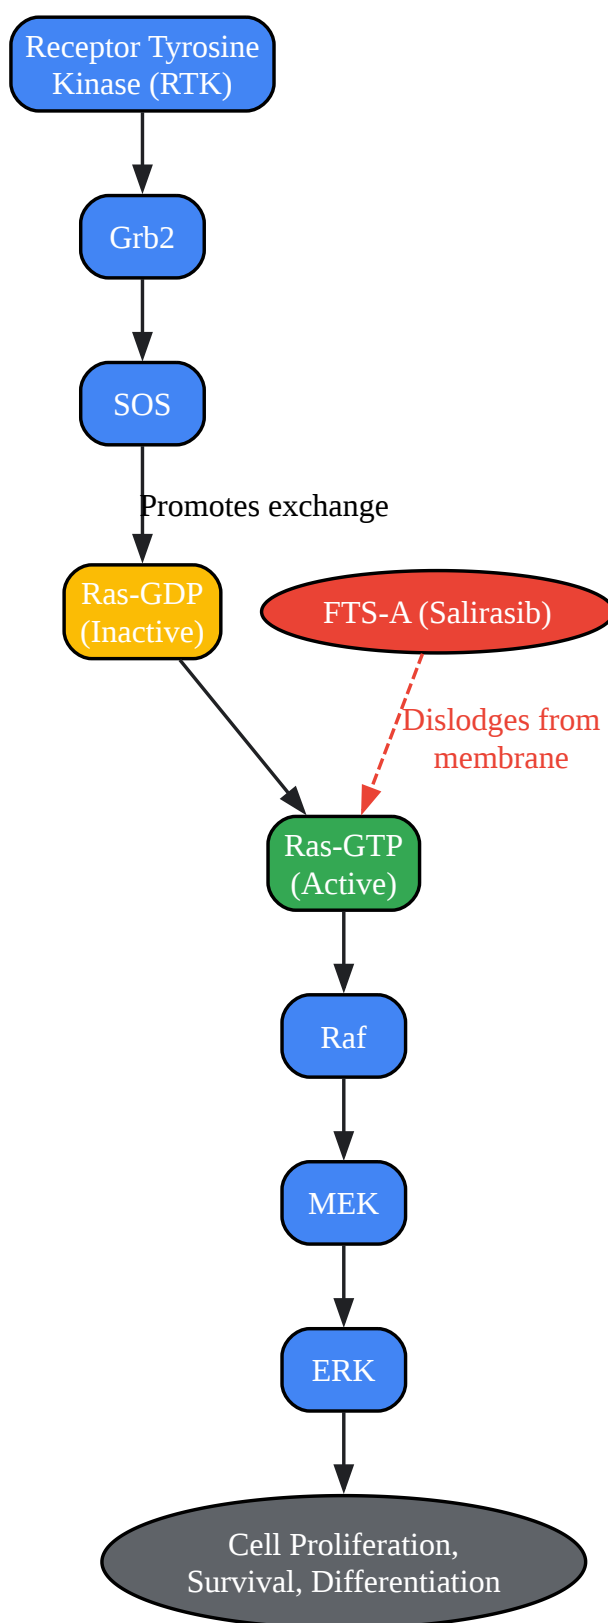 Receptor Tyrosine
Kinase (RTK)
Grb2
SOS
Promotes exchange
Ras-GDP
(Inactive)
FTS-A (Salirasib)
Dislodges from
membrane
Ras-GTP
(Active)
Raf
MEK
ERK
Cell Proliferation,
Survival, Differentiation